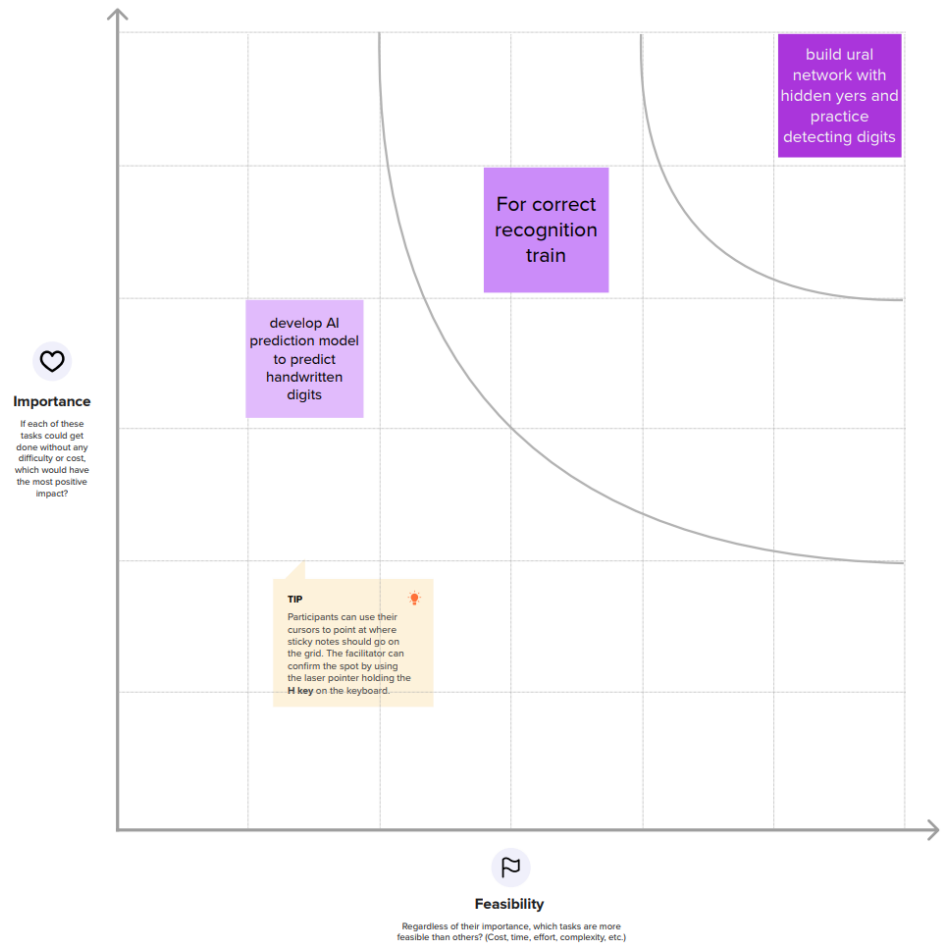 build ural
network with
hidden yers and
practice
detecting digits
For correct
recognition
train
develop AI
prediction model
to predict
handwritten
digits
Importance
If each of these
tasks could get
done without any
difficulty or cost,
which would have
the most positive
impact?
TIP
Participants can use their
cursors to point at where
sticky notes should go on
the grid. The facilitator can
confirm the spot by using
the laser pointer holding the
H key on the keyboard.
Feasibility
Regardless of their importance, which tasks are more
feasible than others? (Cost, time, effort, complexity, etc.)